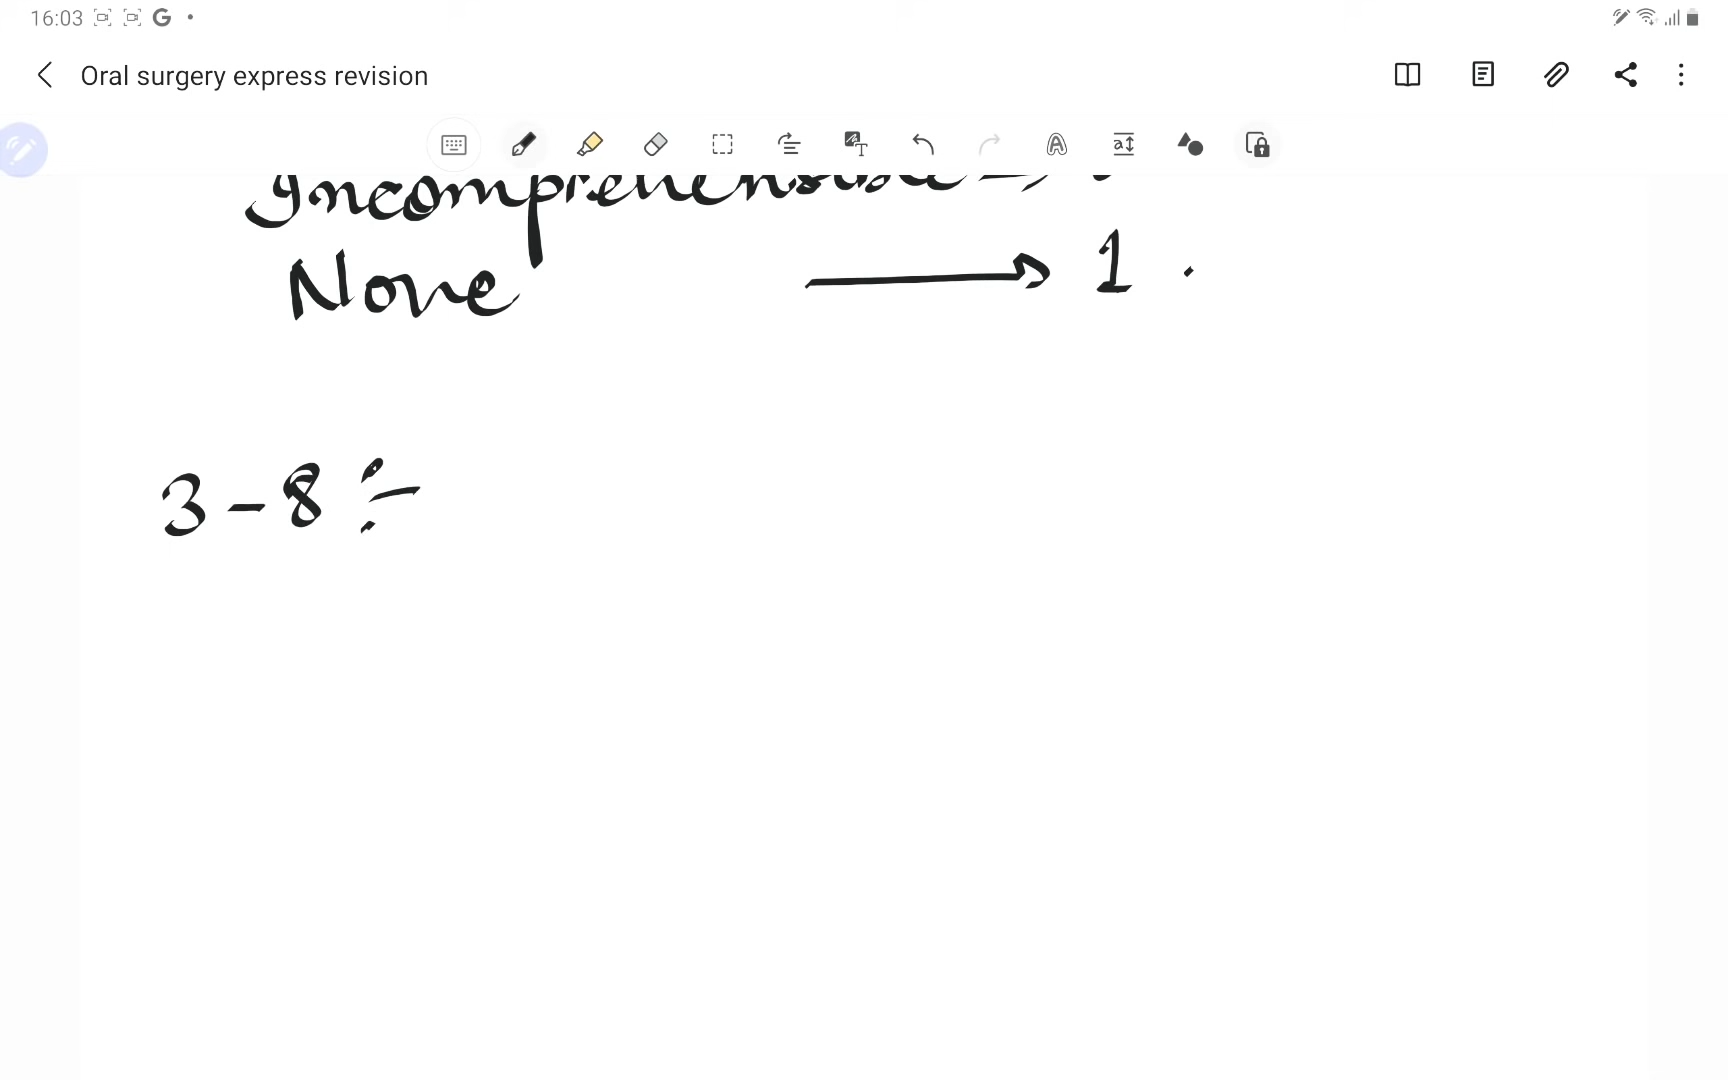 16:03 G
Oral surgery express revision
Incomprehensible →
None → 1 .
3-8 :-